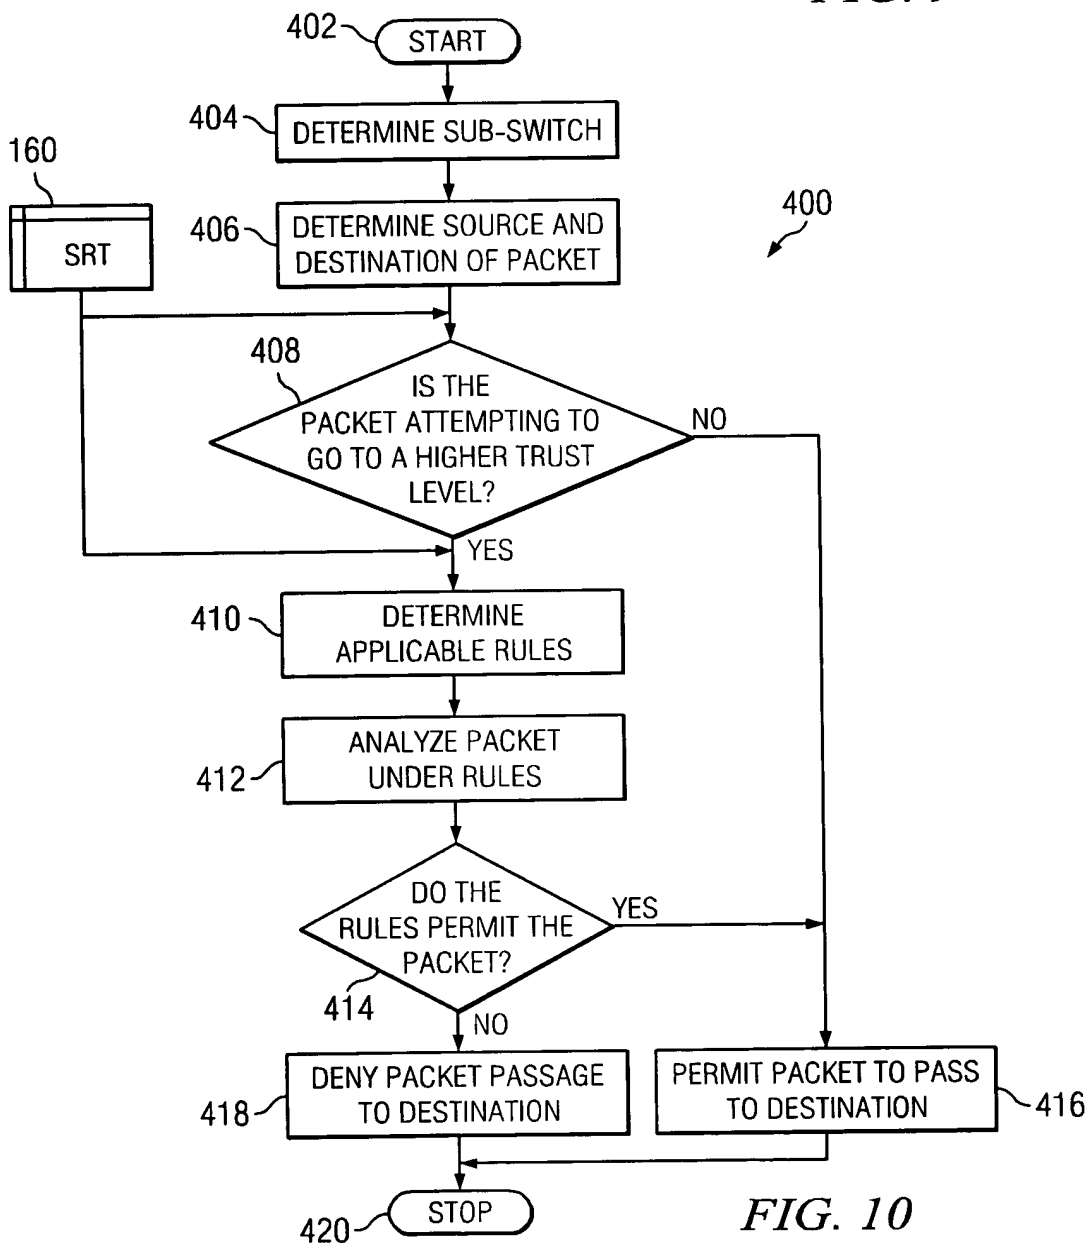 402
START
404
DETERMINE SUB-SWITCH
160
SRT
406
DETERMINE SOURCE AND
DESTINATION OF PACKET
400
408
IS THE
PACKET ATTEMPTING TO
GO TO A HIGHER TRUST
LEVEL?
NO
YES
410
DETERMINE
APPLICABLE RULES
412
ANALYZE PACKET
UNDER RULES
DO THE
RULES PERMIT THE
PACKET?
YES
414
NO
DENY PACKET PASSAGE
TO DESTINATION
418
PERMIT PACKET TO PASS
TO DESTINATION
416
420
STOP
FIG. 10